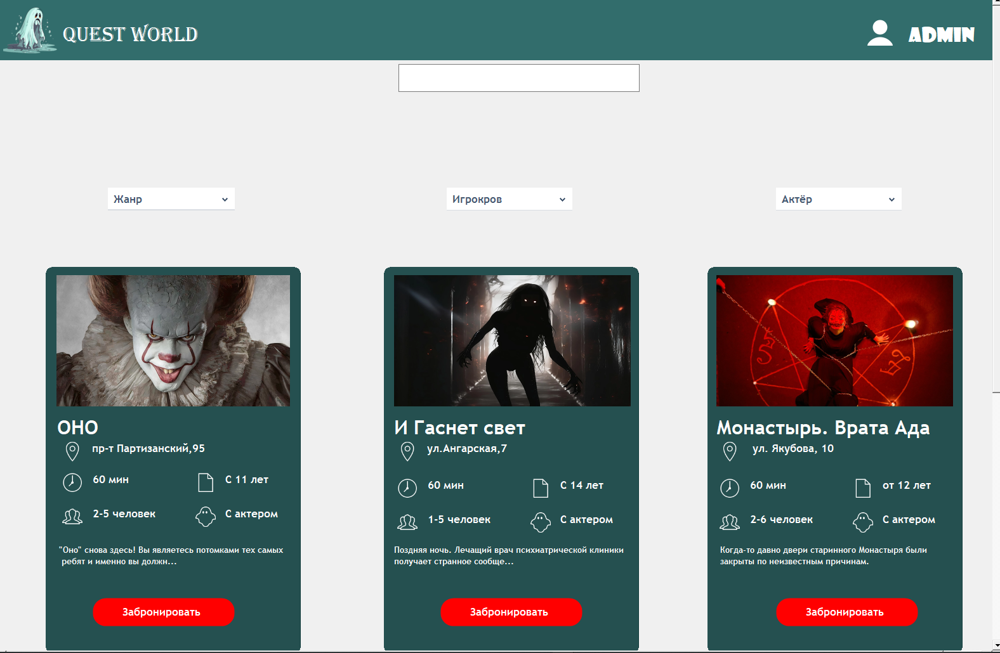 QUEST WORLD
ADMIN
Жанр
Игрокров
Актёр
ОНО
пр-т Партизанский,95
60 мин
С 11 лет
2-5 человек
С актером
"Оно" снова здесь! Вы являетесь потомками тех самых
ребят и именно вы должн...
Забронировать
И Гаснет свет
ул.Ангарская,7
60 мин
С 14 лет
1-5 человек
С актером
Поздняя ночь. Лечащий врач психиатрической клиники
получает странное сообще...
Забронировать
Монастырь. Врата Ада
ул. Якубова, 10
60 мин
от 12 лет
2-6 человек
С актером
Когда-то давно двери старинного Монастыря были
закрыты по неизвестным причинам.
Забронировать